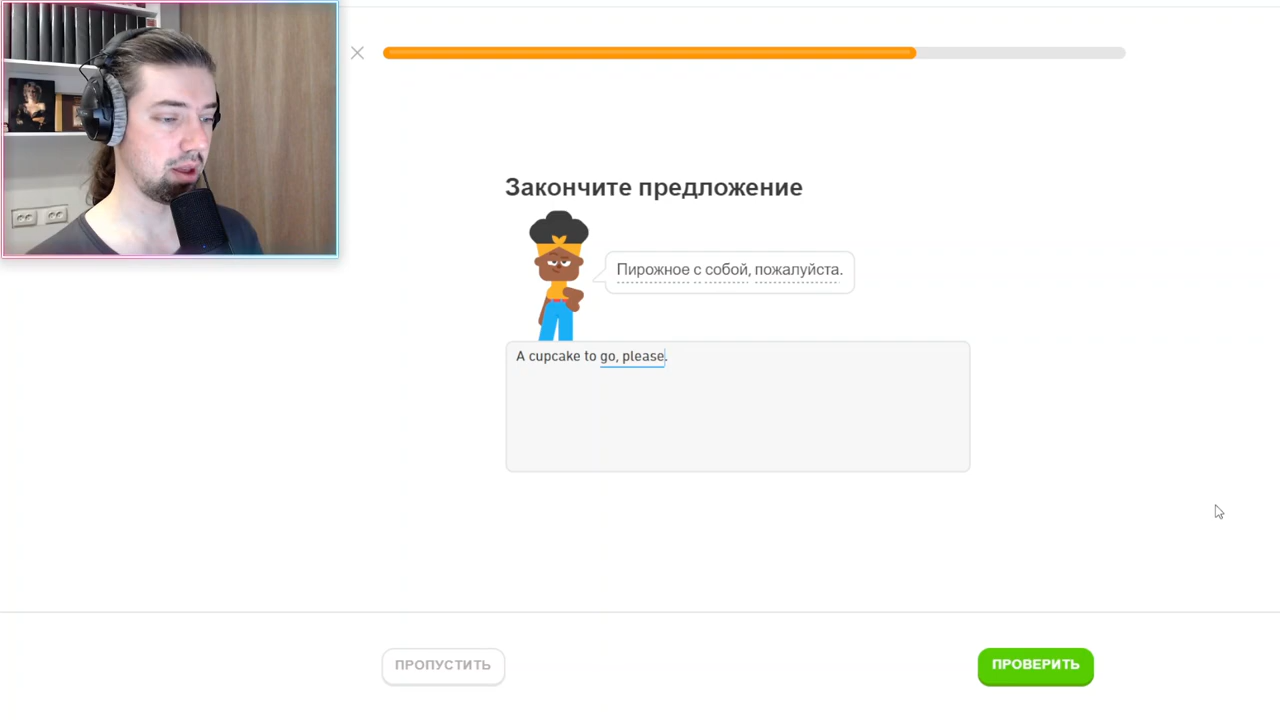 Закончите предложение
Пирожное с собой, пожалуйста.
A cupcake to go, please.
ПРОПУСТИТЬ
ПРОВЕРИТЬ